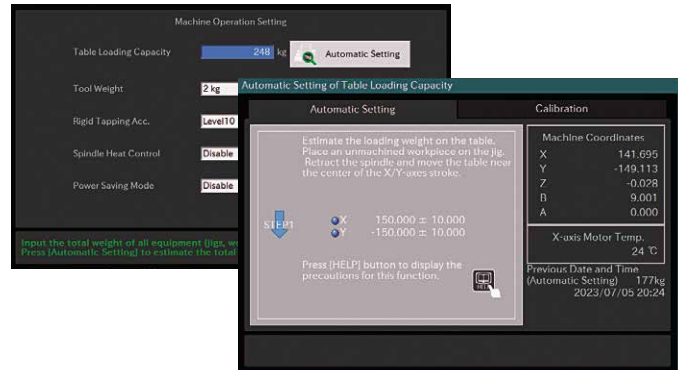 Machine Operation Setting
Table Loading Capacity 248 kg Automatic Setting
Tool Weight 2 kg
Rigid Tapping Acc. Level10
Spindle Heat Control Disable
Power Saving Mode Disable
Input the total weight of all equipment (jigs, wo
Press [Automatic Setting] to estimate the total
Automatic Setting of Table Loading Capacity
Automatic Setting Calibration
Estimate the loading weight on the table.
Place an unmachined workpiece on the jig.
Retract the spindle and move the table near
the center of the X/Y-axes stroke.
STEP1
X 150.000 ± 10.000
Y -150.000 ± 10.000
Press [HELP] button to display the
precautions for this function.
HELP
Machine Coordinates
X 141.695
Y -149.113
Z -0.028
B 9.001
A 0.000
X-axis Motor Temp.
24 ℃
Previous Date and Time
(Automatic Setting) 177kg
2023/07/05 20:24